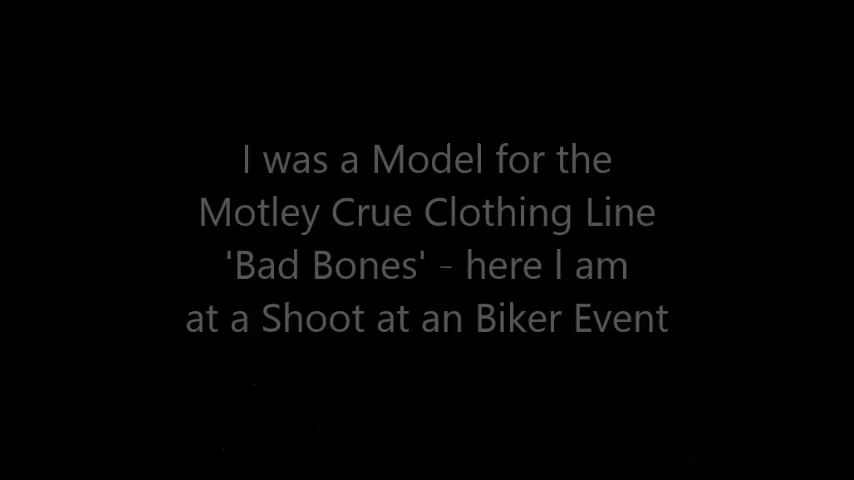 I was a Model for the
Motley Crue Clothing Line
'Bad Bones' - here I am
at a Shoot at an Biker Event